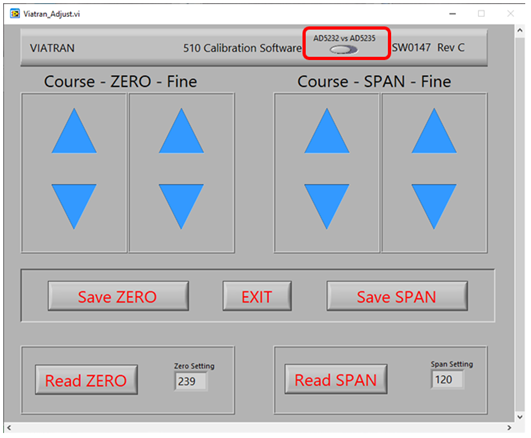 Viatran_Adjust.vi
VIATRAN 510 Calibration Software AD5232 vs AD5235 SW0147 Rev C
Course - ZERO - Fine Course - SPAN - Fine
Save ZERO EXIT Save SPAN
Read ZERO Zero Setting 239 Read SPAN Span Setting 120